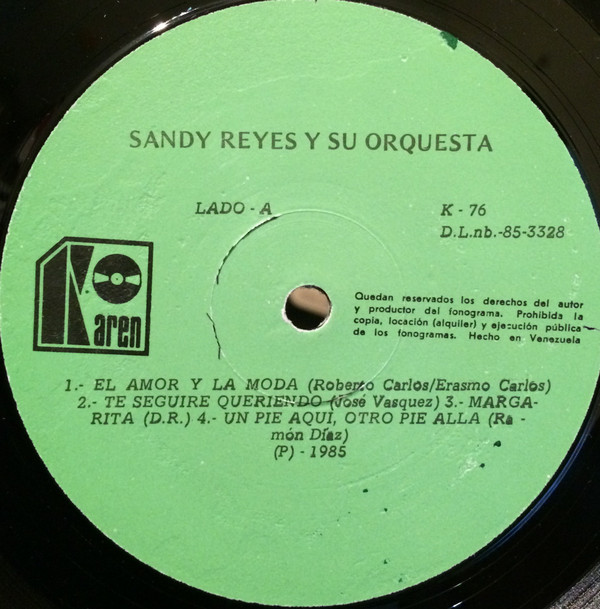 SANDY REYES Y SU ORQUESTA
LADO - A
K - 76
D.L.nb.-85-3328
Karen
Quedan reservados los derechos del autor
y productor del fonograma. Prohibida la
copia, locación (alquiler) y ejecución pública
de los fonogramas. Hecho en Venezuela
1.- EL AMOR Y LA MODA (Roberto Carlos/Erasmo Carlos)
2.- TE SEGUIRE QUERIENDO (José Vasquez) 3.- MARGA-
RITA (D.R.) 4.- UN PIE AQUI, OTRO PIE ALLA (Ra -
món Díaz)
(P) - 1985